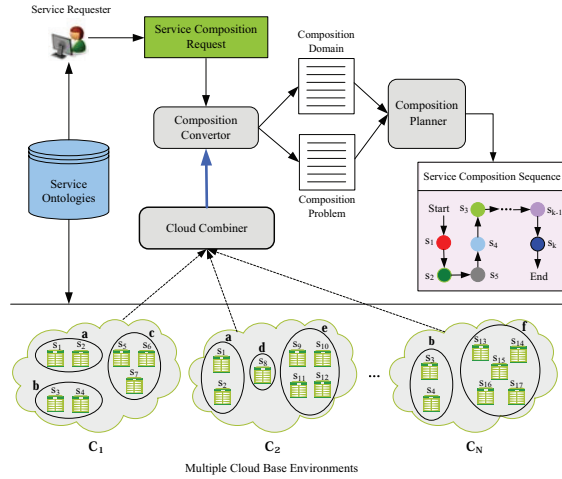 Service Requester
Service Composition
Request
Composition
Domain
Composition
Convertor
Composition
Planner
Service
Ontologies
Composition
Problem
Cloud Combiner
Service Composition Sequence
Start
s3
sk-1
s1
s4
sk
s2
s5
End
a
s1 s2
c
s5 s6
s7
b
s3 s4
C1
a
s1
s2
d
s8
e
s9 s10
s11 s12
C2
...
b
s3
s4
f
s13 s14
s15
s16 s17
CN
Multiple Cloud Base Environments